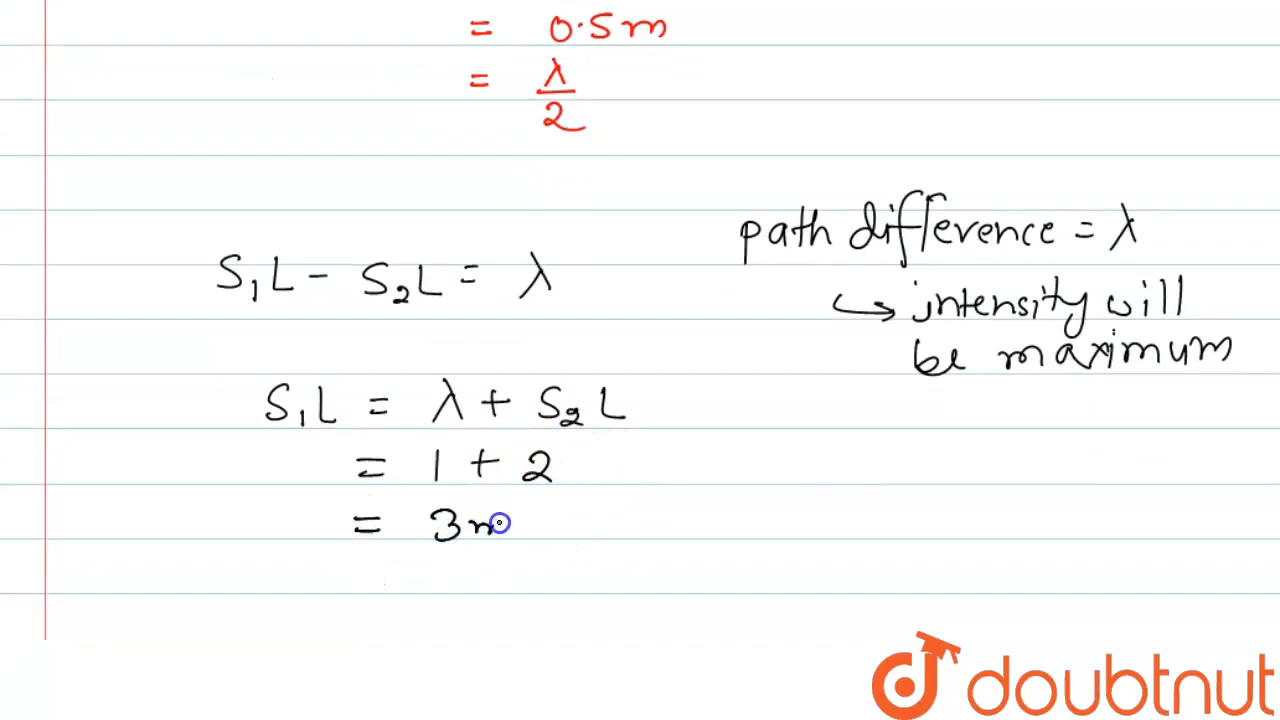 = 0.5 m
= λ/2
path difference = λ
S₁L - S₂L = λ
↳ intensity will
be maximum
S₁L = λ + S₂L
= 1 + 2
= 3m
doubtnut